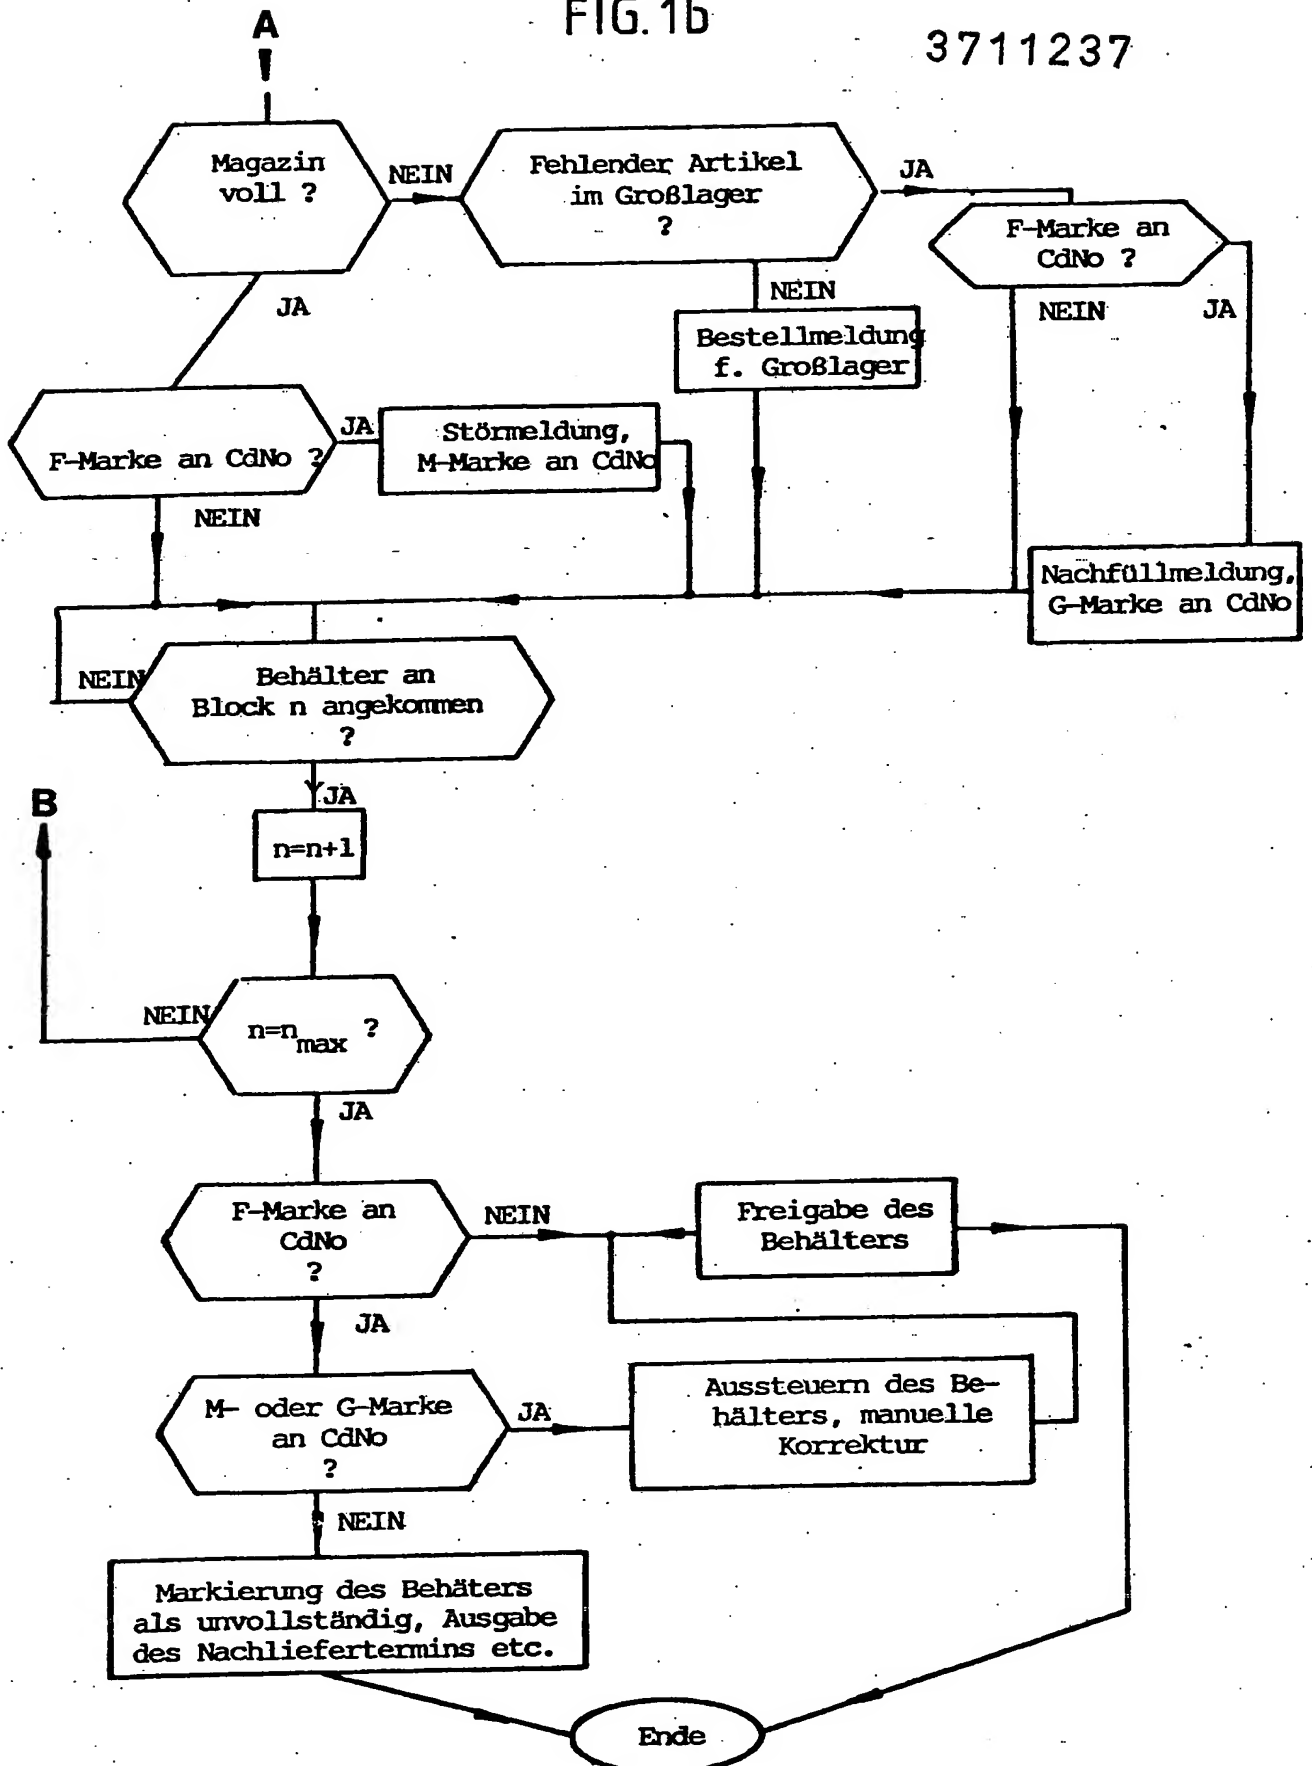 FIG. 1b
3711237
A
Magazin
voll ?
NEIN
Fehlender Artikel
im Großlager
?
JA
F-Marke an
CdNo ?
JA
NEIN
Bestellmeldung
f. Großlager
NEIN
JA
F-Marke an CdNo ?
JA
Störmeldung,
M-Marke an CdNo
NEIN
Nachfüllmeldung,
G-Marke an CdNo
NEIN
Behälter an
Block n angekommen
?
JA
B
n=n+1
NEIN
n=nmax ?
JA
F-Marke an
CdNo
?
NEIN
Freigabe des
Behälters
JA
M- oder G-Marke
an CdNo
?
JA
Aussteuern des Be-
hälters, manuelle
Korrektur
NEIN
Markierung des Behäters
als unvollständig, Ausgabe
des Nachliefertermins etc.
Ende